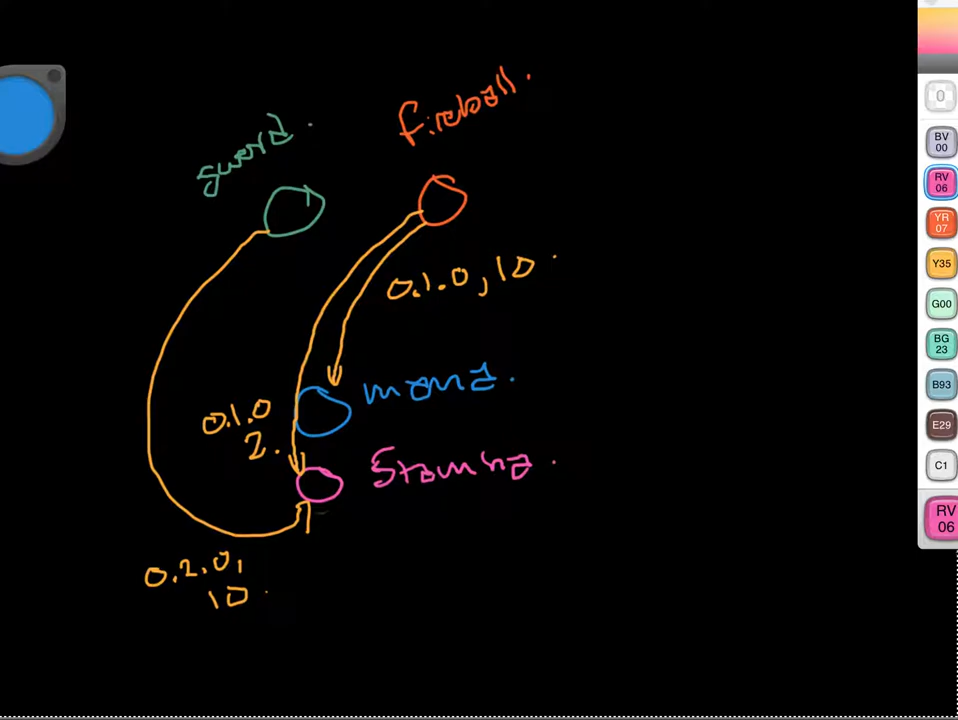 sword.
fireball.
0.1.0, 10.
mana.
0.1.0
2.
Stamina.
0.2.0,
10.
0
BV
00
RV
06
YR
07
Y35
G00
BG
23
B93
E29
C1
RV
06